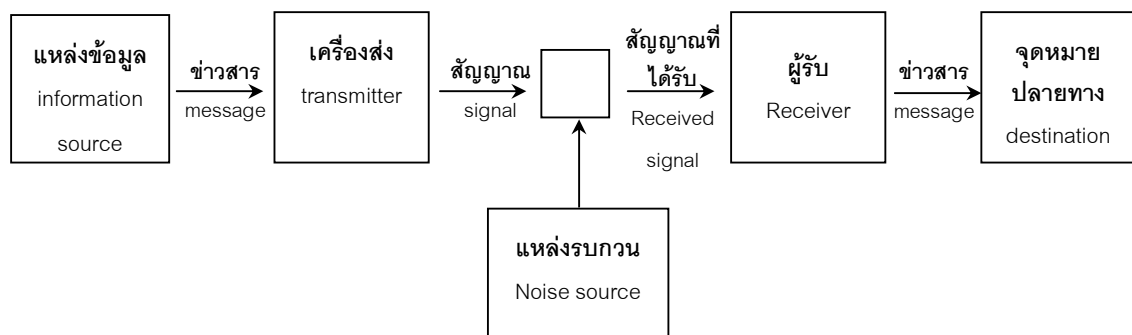 แหล่งข้อมูล
information
source
ข่าวสาร
message
เครื่องส่ง
transmitter
สัญญาณ
signal
สัญญาณที่
ได้รับ
Received
signal
ผู้รับ
Receiver
ข่าวสาร
message
จุดหมาย
ปลายทาง
destination
แหล่งรบกวน
Noise source